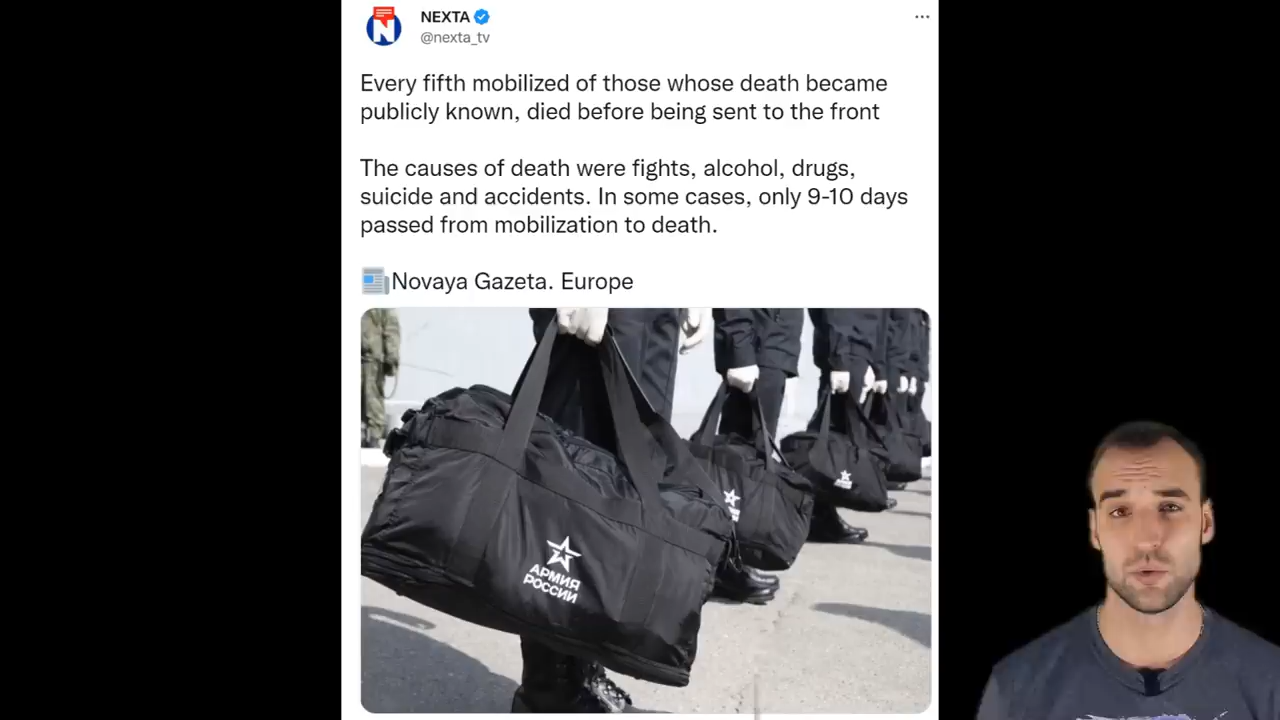 NEXTA
@nexta_tv
Every fifth mobilized of those whose death became
publicly known, died before being sent to the front
The causes of death were fights, alcohol, drugs,
suicide and accidents. In some cases, only 9-10 days
passed from mobilization to death.
Novaya Gazeta. Europe
АРМИЯ
РОССИИ